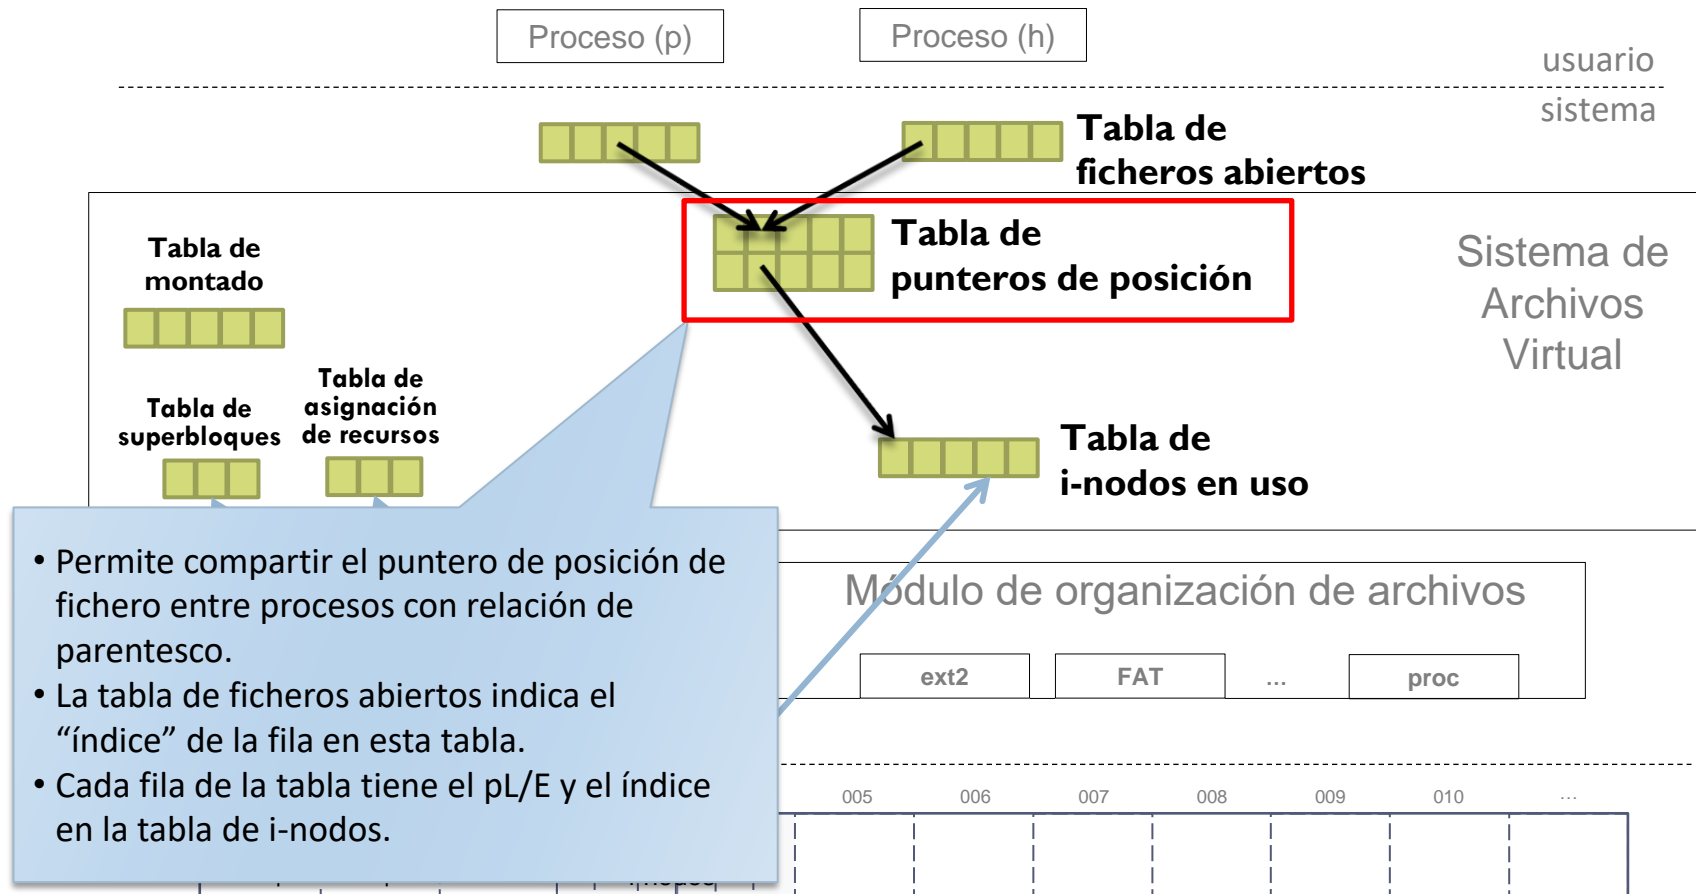 Proceso (p)
Proceso (h)
usuario
sistema
Tabla de
ficheros abiertos
Tabla de
montado
Tabla de
punteros de posición
Sistema de
Archivos
Virtual
Tabla de
superbloques
Tabla de
asignación
de recursos
Tabla de
i-nodos en uso
• Permite compartir el puntero de posición de
fichero entre procesos con relación de
parentesco.
• La tabla de ficheros abiertos indica el
“índice” de la fila en esta tabla.
• Cada fila de la tabla tiene el pL/E y el índice
en la tabla de i-nodos.
Módulo de organización de archivos
ext2
FAT
...
proc
005
006
007
008
009
010
...